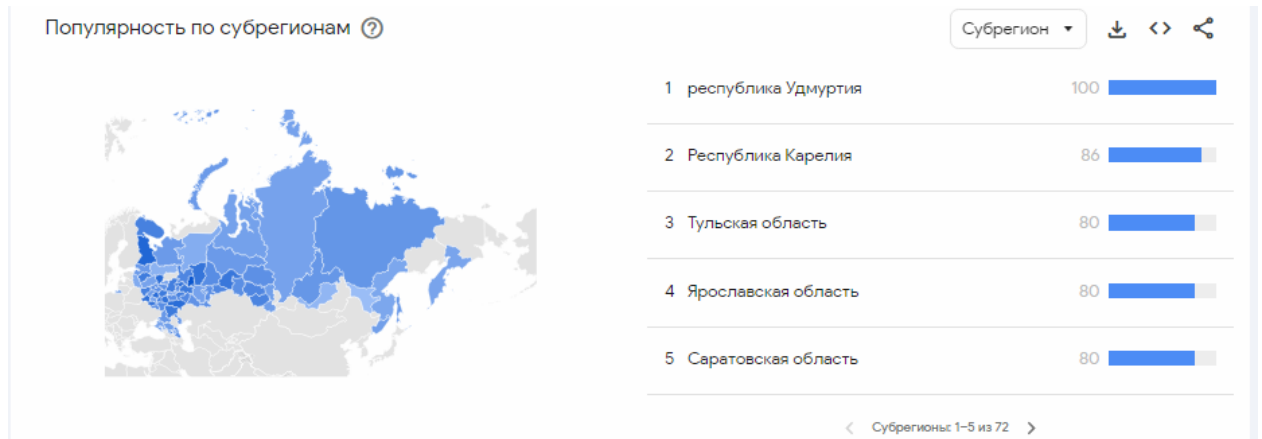 Популярность по субрегионам
Субрегион
1 республика Удмуртия 100
2 Республика Карелия 86
3 Тульская область 80
4 Ярославская область 80
5 Саратовская область 80
Субрегионы: 1–5 из 72